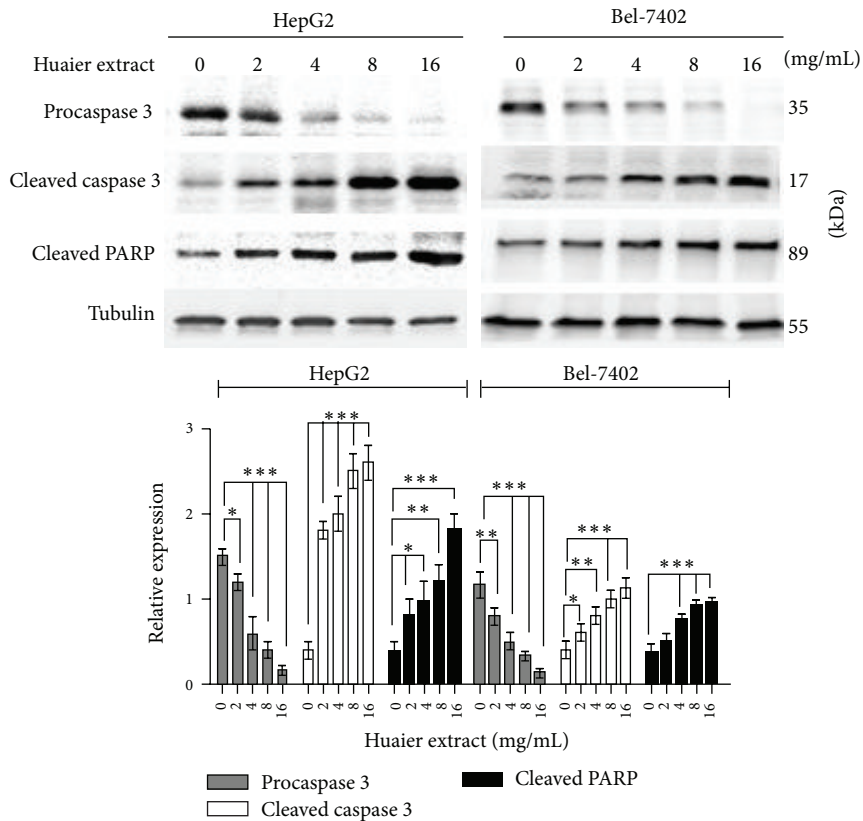 HepG2 Bel-7402
Huaier extract 0 2 4 8 16 0 2 4 8 16 (mg/mL)
Procaspase 3 35
Cleaved caspase 3 17
Cleaved PARP 89
Tubulin 55
(kDa)
HepG2 Bel-7402
3
2
1
0
Relative expression
*** *** *** *** *** ***
* ** * ** ** *
0 2 4 8 16 0 2 4 8 16 0 2 4 8 16 0 2 4 8 16 0 2 4 8 16 0 2 4 8 16
Huaier extract (mg/mL)
Procaspase 3 Cleaved PARP
Cleaved caspase 3